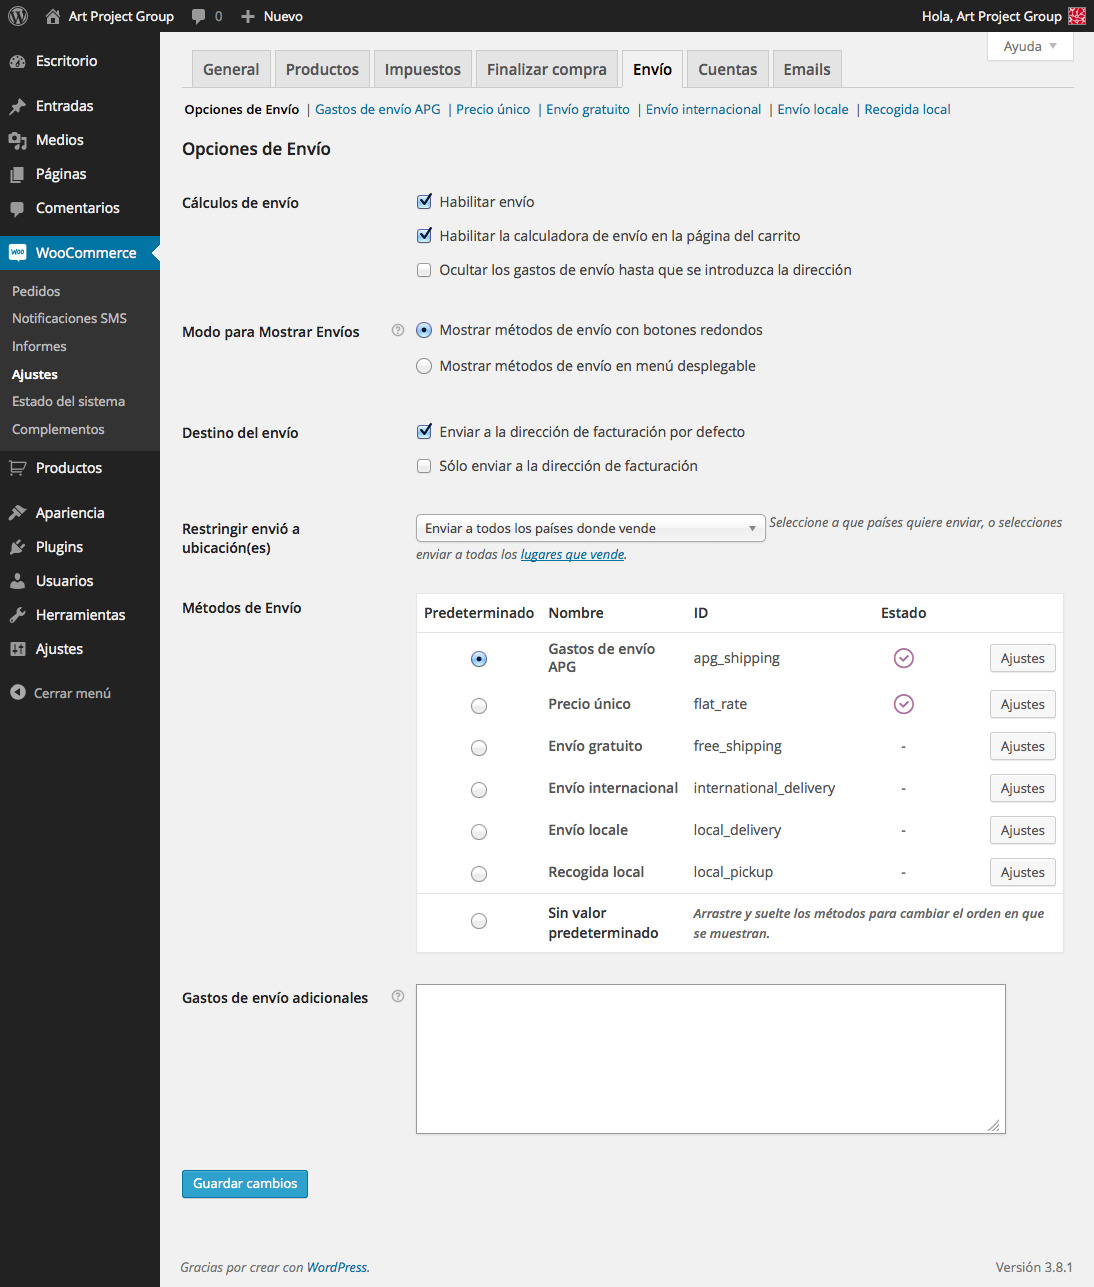 Art Project Group 0 Nuevo Hola, Art Project Group
Ayuda
Escritorio
Entradas
Medios
Páginas
Comentarios
WooCommerce
Pedidos
Notificaciones SMS
Informes
Ajustes
Estado del sistema
Complementos
Productos
Apariencia
Plugins
Usuarios
Herramientas
Ajustes
Cerrar menú
General Productos Impuestos Finalizar compra Envío Cuentas Emails
Opciones de Envío | Gastos de envío APG | Precio único | Envío gratuito | Envío internacional | Envío locale | Recogida local
Opciones de Envío
Cálculos de envío
Habilitar envío
Habilitar la calculadora de envío en la página del carrito
Ocultar los gastos de envío hasta que se introduzca la dirección
Modo para Mostrar Envíos ?
Mostrar métodos de envío con botones redondos
Mostrar métodos de envío en menú desplegable
Destino del envío
Enviar a la dirección de facturación por defecto
Sólo enviar a la dirección de facturación
Restringir envió a
ubicación(es)
Enviar a todos los países donde vende Seleccione a que países quiere enviar, o selecciones
enviar a todas los lugares que vende.
Métodos de Envío
Predeterminado Nombre ID Estado
Gastos de envío
APG
apg_shipping Ajustes
Precio único flat_rate Ajustes
Envío gratuito free_shipping - Ajustes
Envío internacional international_delivery - Ajustes
Envío locale local_delivery - Ajustes
Recogida local local_pickup - Ajustes
Sin valor
predeterminado
Arrastre y suelte los métodos para cambiar el orden en que
se muestran.
Gastos de envío adicionales ?
Guardar cambios
Gracias por crear con WordPress. Versión 3.8.1